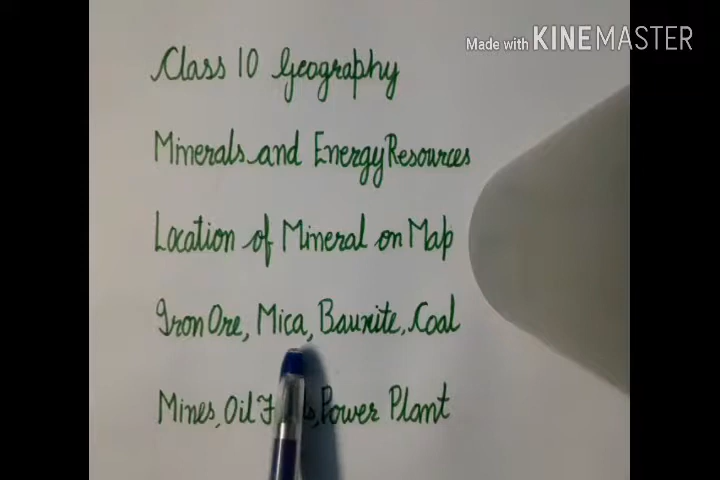 Made with KINEMASTER
Class 10 Geography
Minerals and Energy Resources
Location of Mineral on Map
Iron Ore, Mica, Bauxite, Coal
Mines, Oil Power Plant